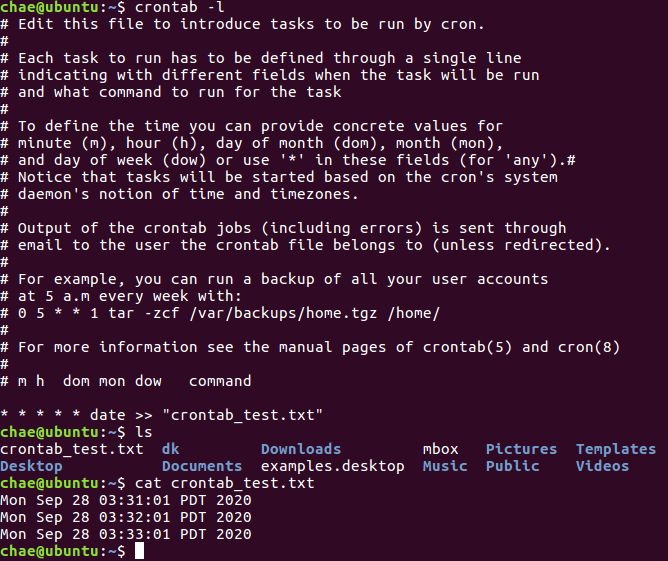 chae@ubuntu:~$ crontab -l
# Edit this file to introduce tasks to be run by cron.
#
# Each task to run has to be defined through a single line
# indicating with different fields when the task will be run
# and what command to run for the task
#
# To define the time you can provide concrete values for
# minute (m), hour (h), day of month (dom), month (mon),
# and day of week (dow) or use '*' in these fields (for 'any').#
# Notice that tasks will be started based on the cron's system
# daemon's notion of time and timezones.
#
# Output of the crontab jobs (including errors) is sent through
# email to the user the crontab file belongs to (unless redirected).
#
# For example, you can run a backup of all your user accounts
# at 5 a.m every week with:
# 0 5 * * 1 tar -zcf /var/backups/home.tgz /home/
#
# For more information see the manual pages of crontab(5) and cron(8)
#
# m h  dom mon dow   command

* * * * * date >> "crontab_test.txt"
chae@ubuntu:~$ ls
crontab_test.txt  dk         Downloads         mbox   Pictures  Templates
Desktop           Documents  examples.desktop  Music  Public    Videos
chae@ubuntu:~$ cat crontab_test.txt
Mon Sep 28 03:31:01 PDT 2020
Mon Sep 28 03:32:01 PDT 2020
Mon Sep 28 03:33:01 PDT 2020
chae@ubuntu:~$